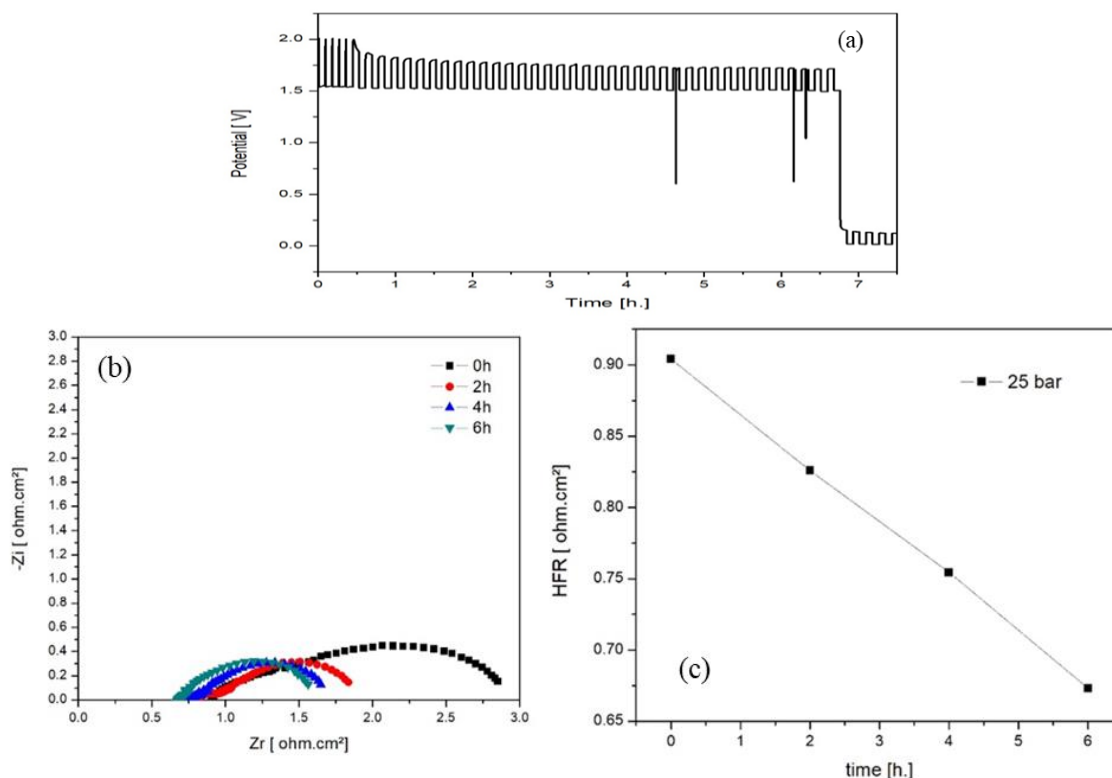 (a)
Potential [ V]
2.0
1.5
1.0
0.5
0.0
0 1 2 3 4 5 6 7
Time [h.]
(b)
0h
2h
4h
6h
-Zi [ ohm.cm²]
3.0
2.8
2.6
2.4
2.2
2.0
1.8
1.6
1.4
1.2
1.0
0.8
0.6
0.4
0.2
0.0
0.0 0.5 1.0 1.5 2.0 2.5 3.0
Zr [ ohm.cm²]
25 bar
(c)
HFR [ ohm.cm²]
0.90
0.85
0.80
0.75
0.70
0.65
0 1 2 3 4 5 6
time [h.]